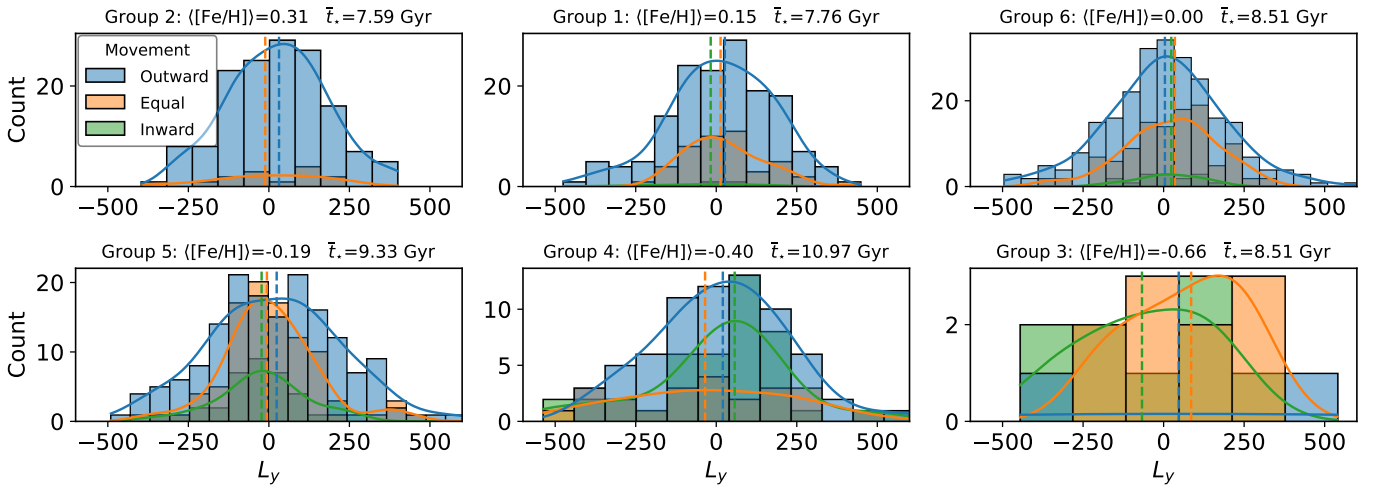 Group 2: ⟨[Fe/H]⟩=0.31 t̄⋆=7.59 Gyr
Group 1: ⟨[Fe/H]⟩=0.15 t̄⋆=7.76 Gyr
Group 6: ⟨[Fe/H]⟩=0.00 t̄⋆=8.51 Gyr
Movement
Outward
Equal
Inward
Count
20
0
−500 −250 0 250 500
20
10
0
−500 −250 0 250 500
20
0
−500 −250 0 250 500
Group 5: ⟨[Fe/H]⟩=-0.19 t̄⋆=9.33 Gyr
Group 4: ⟨[Fe/H]⟩=-0.40 t̄⋆=10.97 Gyr
Group 3: ⟨[Fe/H]⟩=-0.66 t̄⋆=8.51 Gyr
Count
20
10
0
−500 −250 0 250 500
L_y
10
5
0
−500 −250 0 250 500
L_y
2
0
−500 −250 0 250 500
L_y